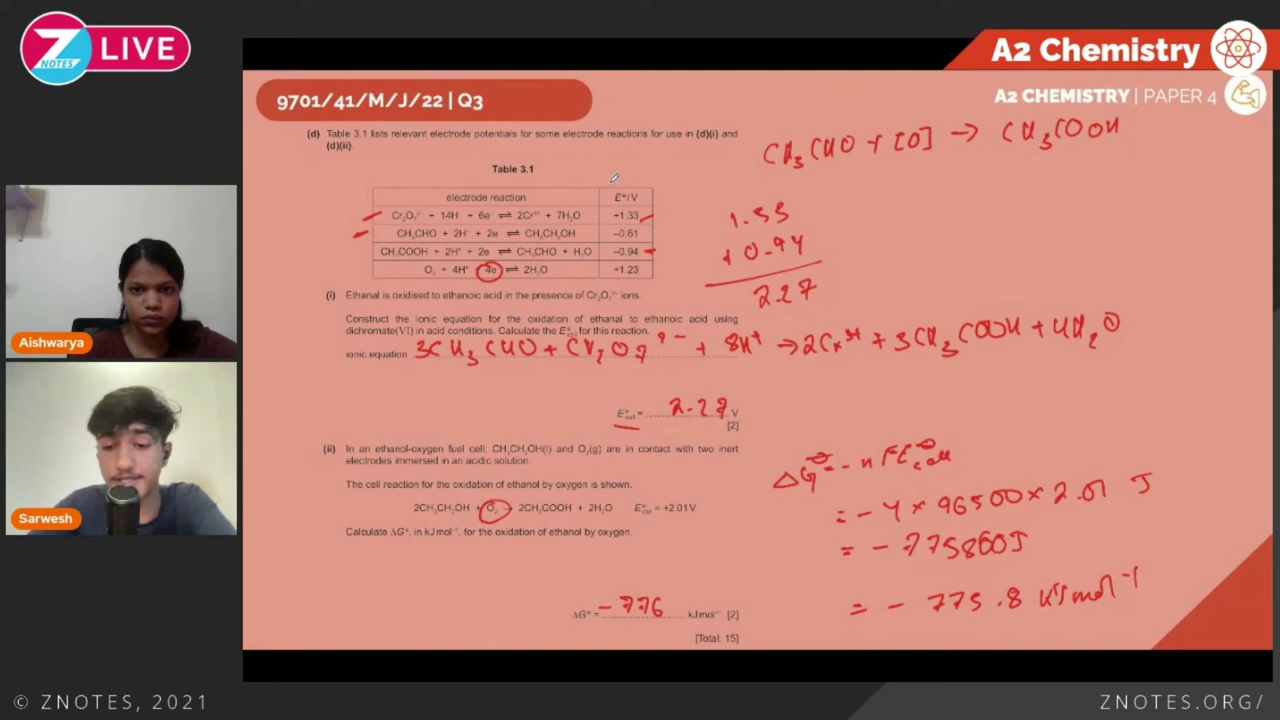 Z NOTES LIVE
A2 Chemistry
A2 CHEMISTRY | PAPER 4
9701/41/M/J/22 | Q3
(d) Table 3.1 lists relevant electrode potentials for some electrode reactions for use in (d)(i) and
(d)(ii).
Table 3.1
electrode reaction E°/V
Cr₂O₇²⁻ + 14H⁺ + 6e⁻ ⇌ 2Cr³⁺ + 7H₂O +1.33
CH₃CHO + 2H⁺ + 2e⁻ ⇌ CH₃CH₂OH –0.61
CH₃COOH + 2H⁺ + 2e⁻ ⇌ CH₃CHO + H₂O –0.94
O₂ + 4H⁺ + 4e⁻ ⇌ 2H₂O +1.23
(i) Ethanal is oxidised to ethanoic acid in the presence of Cr₂O₇²⁻ ions.
Construct the ionic equation for the oxidation of ethanal to ethanoic acid using
dichromate(VI) in acid conditions. Calculate the E°cell for this reaction.
ionic equation 3CH₃CHO + Cr₂O₇²⁻ + 8H⁺ → 2Cr³⁺ + 3CH₃COOH + 4H₂O
E°cell = 2.27 V
[2]
(ii) In an ethanol-oxygen fuel cell, CH₃CH₂OH(l) and O₂(g) are in contact with two inert
electrodes immersed in an acidic solution.
The cell reaction for the oxidation of ethanol by oxygen is shown.
2CH₃CH₂OH + O₂ → 2CH₃COOH + 2H₂O E°cell = +2.01 V
Calculate ΔG°, in kJ mol⁻¹, for the oxidation of ethanol by oxygen.
ΔG° = –776 kJ mol⁻¹ [2]
[Total: 15]
CH₃CHO + [O] → CH₃COOH
1.33
+ 0.94
2.27
ΔG° = -nFE°cell
= -4 × 96500 × 2.01 J
= -775860J
= -775.8 kJ mol⁻¹
Aishwarya
Sarwesh
© ZNOTES, 2021
ZNOTES.ORG/